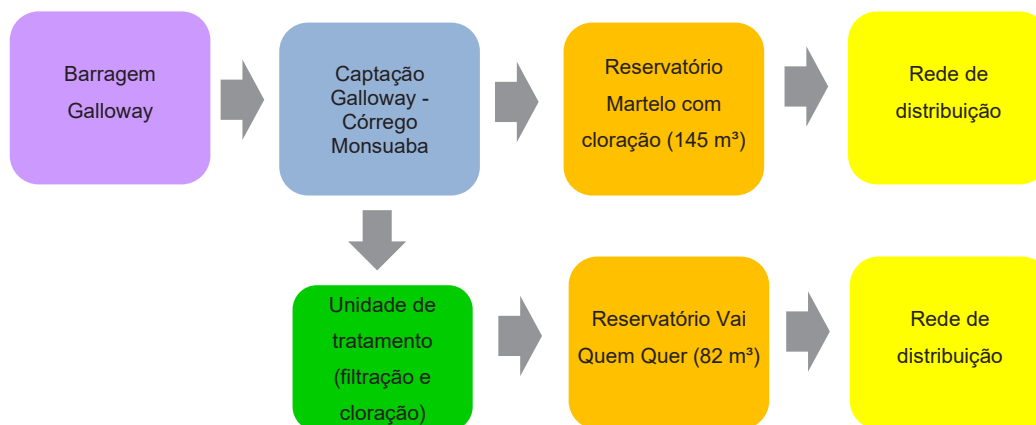 Barragem
Galloway
Captação
Galloway -
Córrego
Monsuaba
Reservatório
Martelo com
cloração (145 m³)
Rede de
distribuição
Unidade de
tratamento
(filtração e
cloração)
Reservatório Vai
Quem Quer (82 m³)
Rede de
distribuição